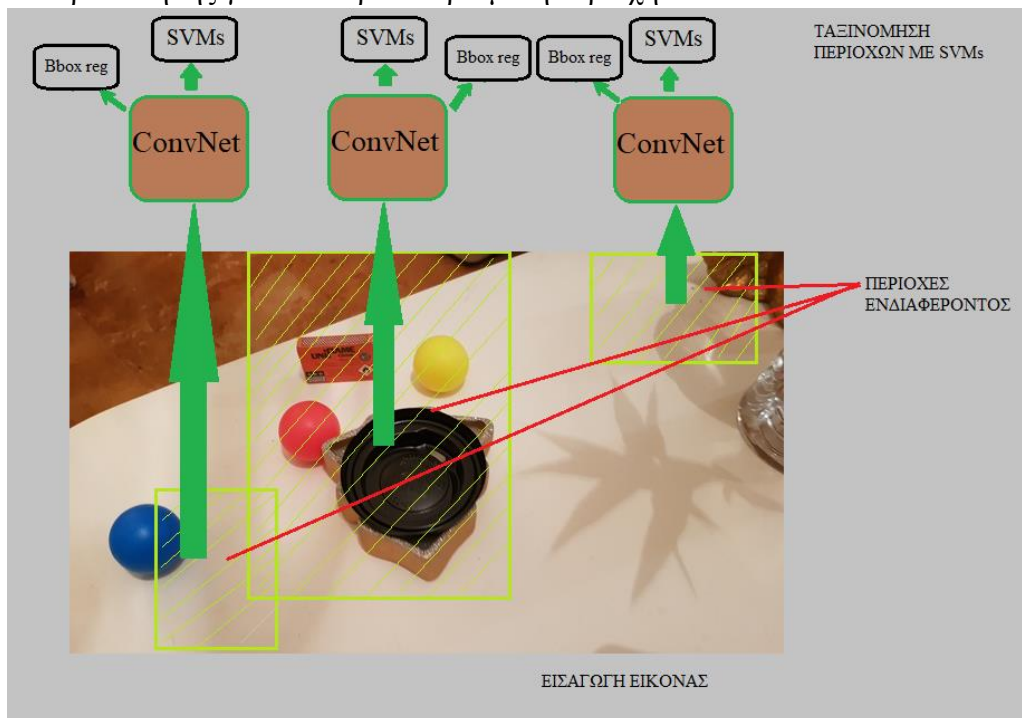 SVMs
SVMs
SVMs
ΤΑΞΙΝΟΜΗΣΗ
ΠΕΡΙΟΧΩΝ ΜΕ SVMs
Bbox reg
Bbox reg
Bbox reg
ConvNet
ConvNet
ConvNet
ΠΕΡΙΟΧΕΣ
ΕΝΔΙΑΦΕΡΟΝΤΟΣ
UNIFLAME
ΕΙΣΑΓΩΓΗ ΕΙΚΟΝΑΣ